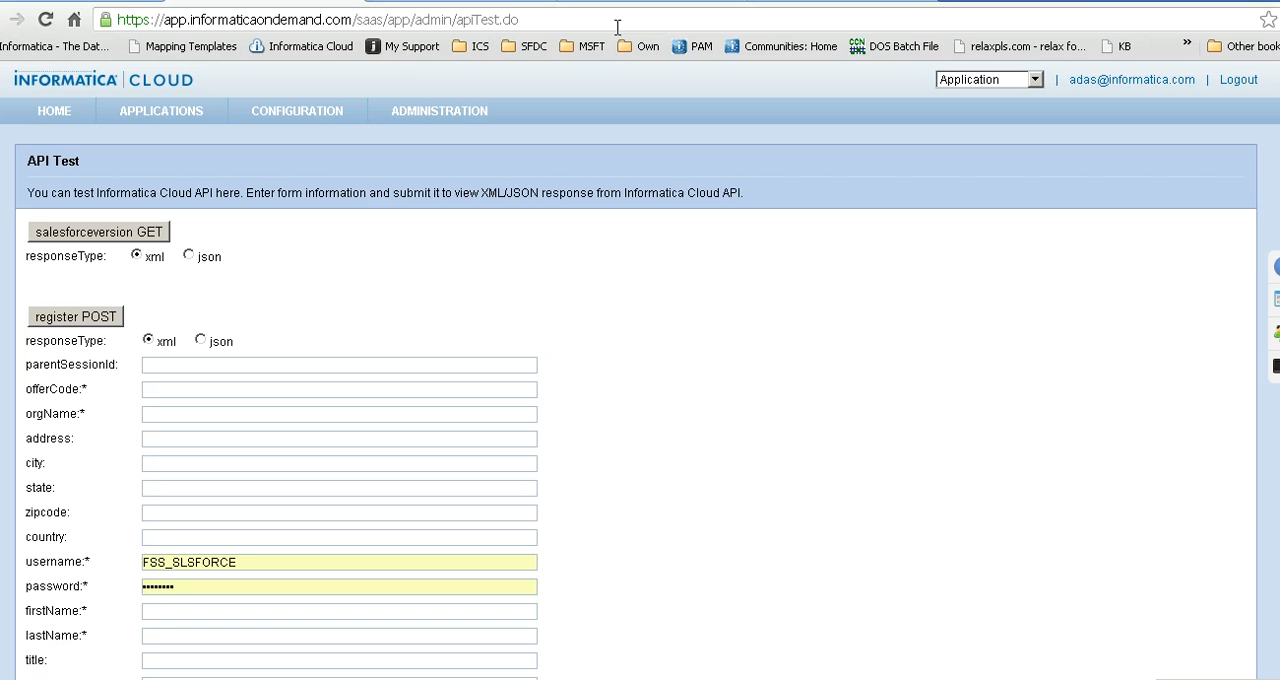 https://app.informaticaondemand.com/saas/app/admin/apiTest.do
Informatica - The Dat... Mapping Templates Informatica Cloud My Support ICS SFDC MSFT Own PAM Communities: Home DOS Batch File relaxpls.com - relax fo... KB » Other book
INFORMATICA | CLOUD Application | adas@informatica.com | Logout
HOME APPLICATIONS CONFIGURATION ADMINISTRATION
API Test
You can test Informatica Cloud API here. Enter form information and submit it to view XML/JSON response from Informatica Cloud API.
salesforceversion GET
responseType: xml json
register POST
responseType: xml json
parentSessionId:
offerCode:*
orgName:*
address:
city:
state:
zipcode:
country:
username:* FSS_SLSFORCE
password:* ••••••••
firstName:*
lastName:*
title: